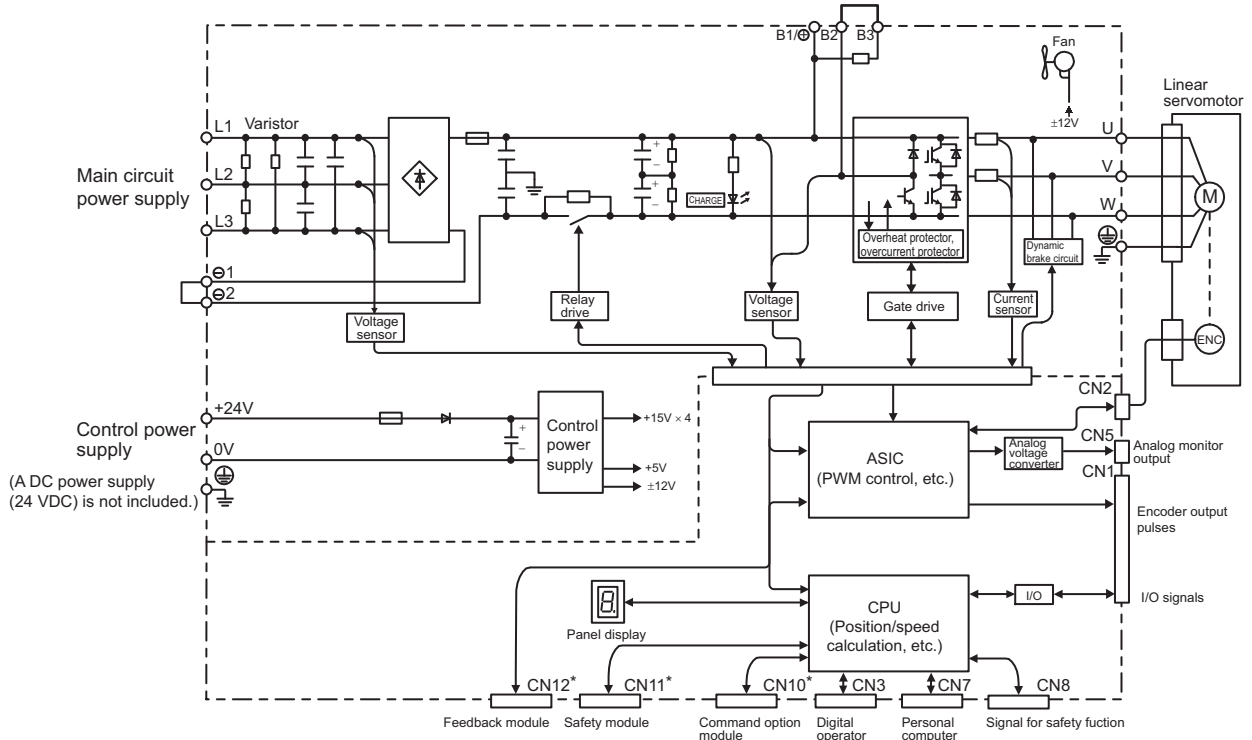 B1/⊕ B2 B3
Fan
±12V
Linear
servomotor
L1
Varistor
U
Main circuit
power supply
L2
V
L3
W
M
CHARGE
+
–
+
–
Overheat protector,
overcurrent protector
Dynamic
brake circuit
⊖1
⊖2
Voltage
sensor
Relay
drive
Voltage
sensor
Gate drive
Current
sensor
ENC
CN2
Control power
supply
+24V
0V
+
–
Control
power
supply
+15V × 4
+5V
±12V
(A DC power supply
(24 VDC) is not included.)
ASIC
(PWM control, etc.)
Analog
voltage
converter
CN5
Analog monitor
output
CN1
Encoder output
pulses
8.
Panel display
CPU
(Position/speed
calculation, etc.)
I/O
I/O signals
CN12* CN11* CN10* CN3 CN7 CN8
Feedback module
Safety module
Command option
module
Digital
operator
Personal
computer
Signal for safety fuction